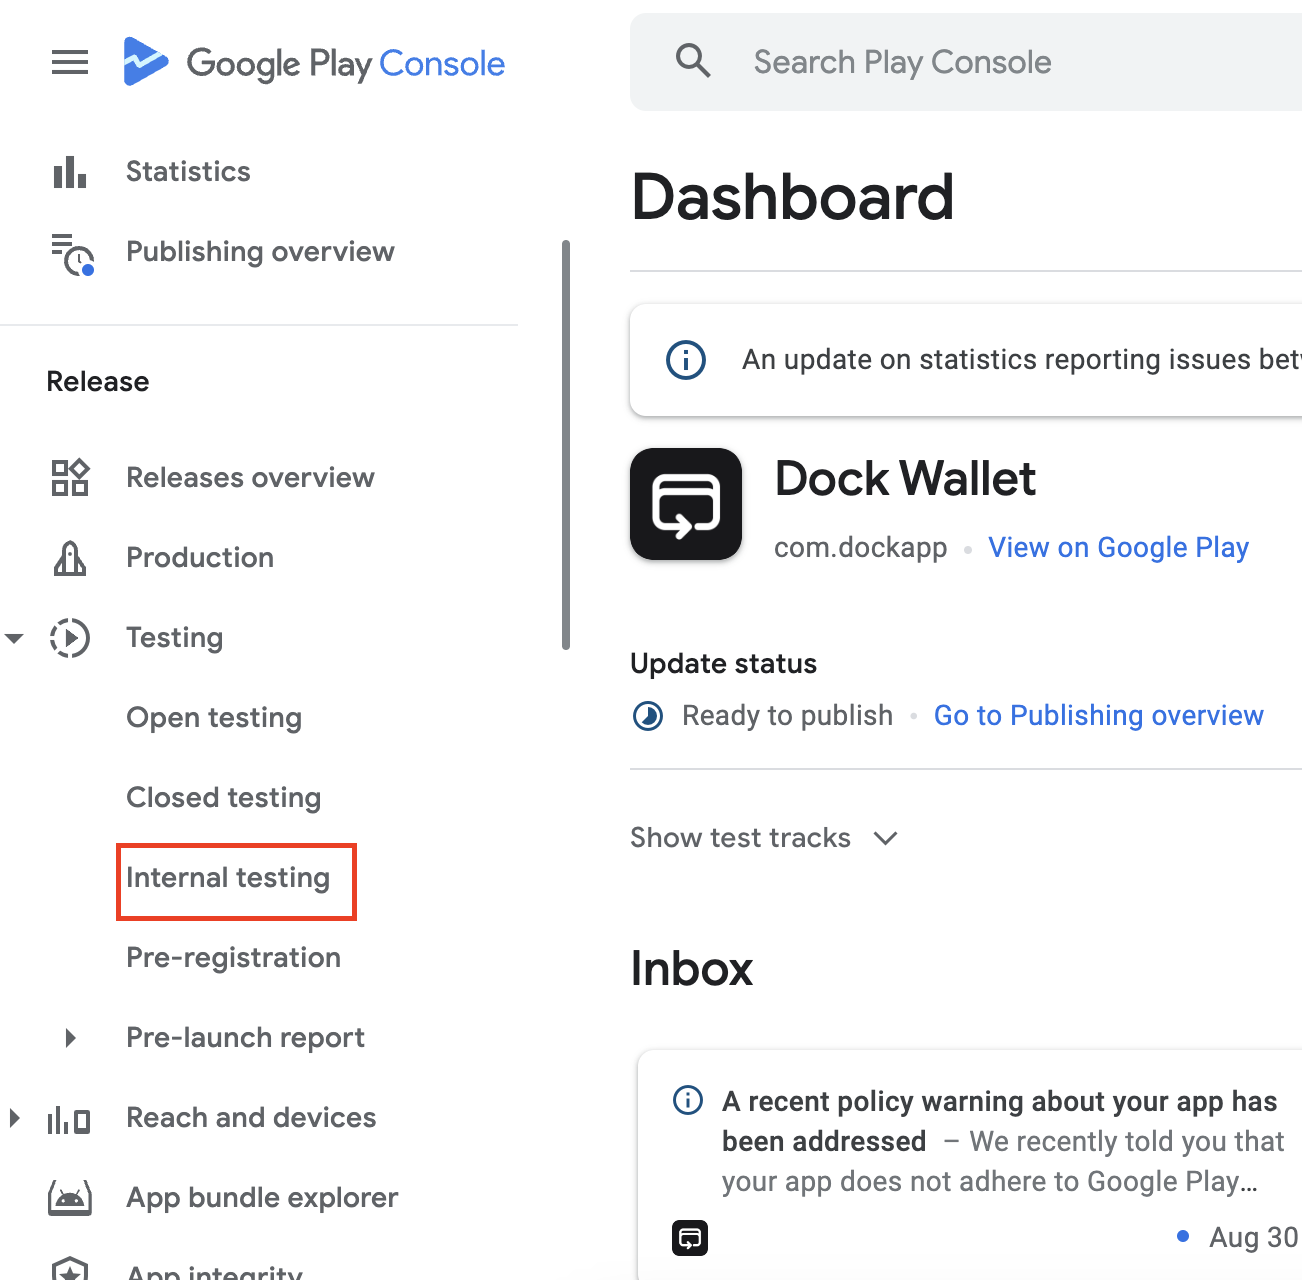 Google Play Console
Search Play Console
Statistics
Publishing overview
Release
Releases overview
Production
Testing
Open testing
Closed testing
Internal testing
Pre-registration
Pre-launch report
Reach and devices
App bundle explorer
App integrity
Dashboard
An update on statistics reporting issues bet
Dock Wallet
com.dockapp • View on Google Play
Update status
Ready to publish • Go to Publishing overview
Show test tracks
Inbox
A recent policy warning about your app has
been addressed – We recently told you that
your app does not adhere to Google Play...
• Aug 30